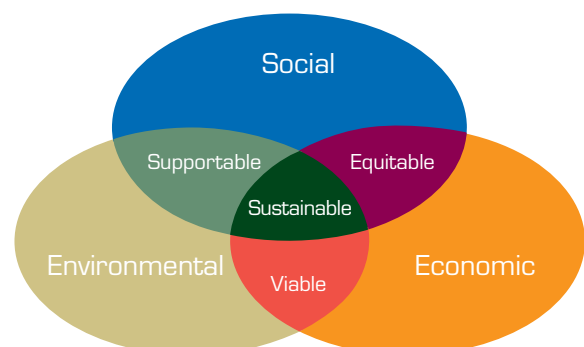 Social
Supportable
Equitable
Sustainable
Environmental
Economic
Viable